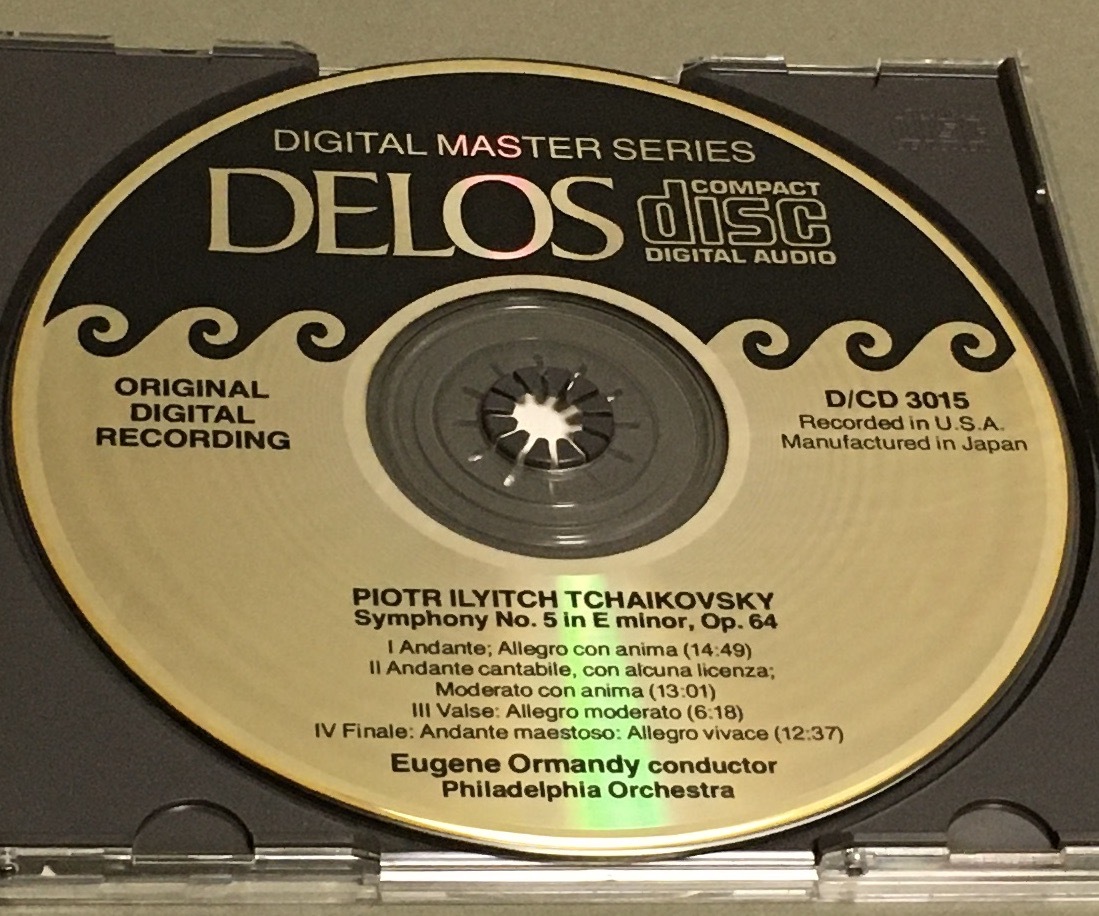 DIGITAL MASTER SERIES
DELOS
COMPACT
disc
DIGITAL AUDIO
ORIGINAL
DIGITAL
RECORDING
D/CD 3015
Recorded in U.S.A.
Manufactured in Japan
PIOTR ILYITCH TCHAIKOVSKY
Symphony No. 5 in E minor, Op. 64
I Andante; Allegro con anima (14:49)
II Andante cantabile, con alcuna licenza;
Moderato con anima (13:01)
III Valse: Allegro moderato (6:18)
IV Finale: Andante maestoso: Allegro vivace (12:37)
Eugene Ormandy conductor
Philadelphia Orchestra